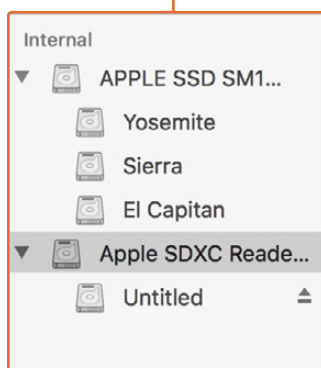 Internal
APPLE SSD SM1...
Yosemite
Sierra
El Capitan
Apple SDXC Reade...
Untitled